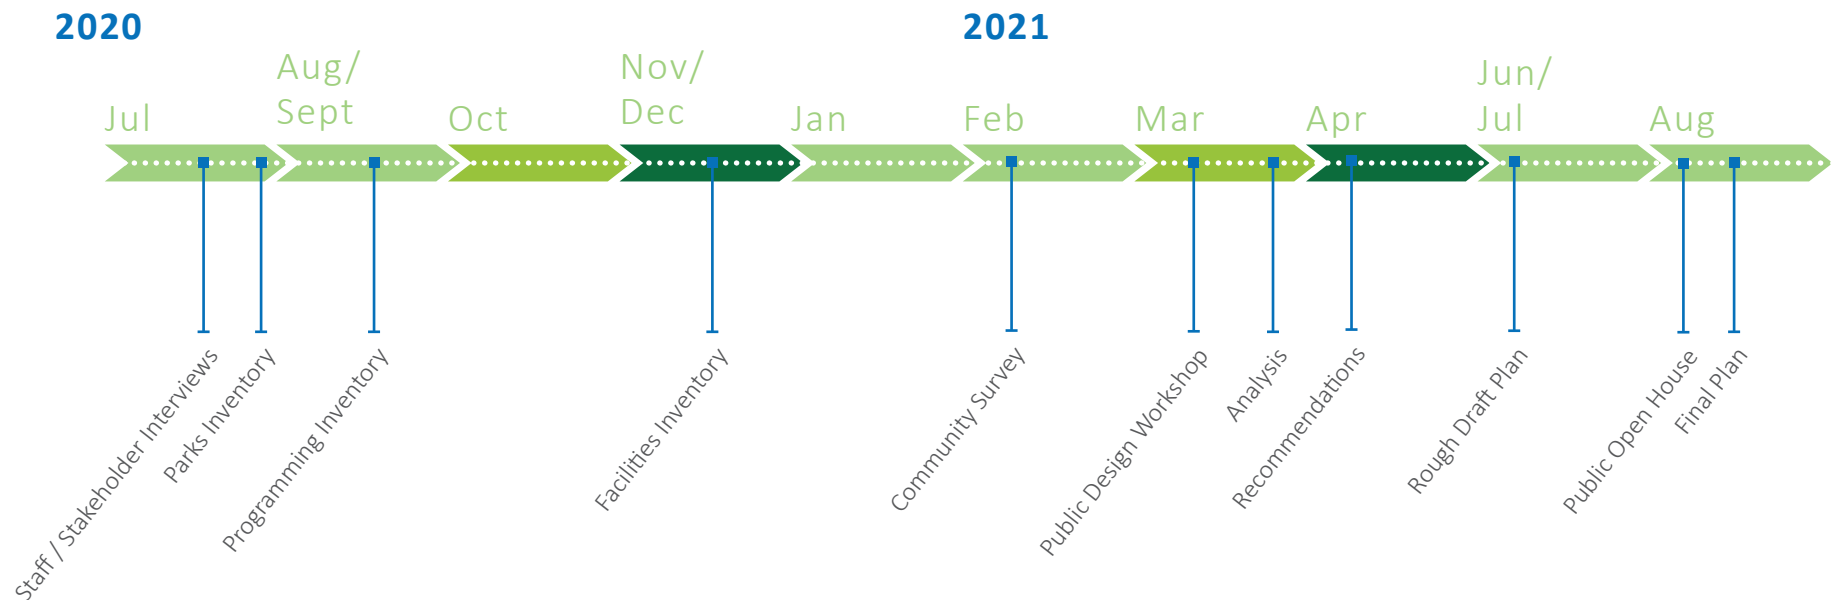 2020
2021
Jul
Aug/
Sept
Oct
Nov/
Dec
Jan
Feb
Mar
Apr
Jun/
Jul
Aug
Staff / Stakeholder Interviews
Parks Inventory
Programming Inventory
Facilities Inventory
Community Survey
Public Design Workshop
Analysis
Recommendations
Rough Draft Plan
Public Open House
Final Plan